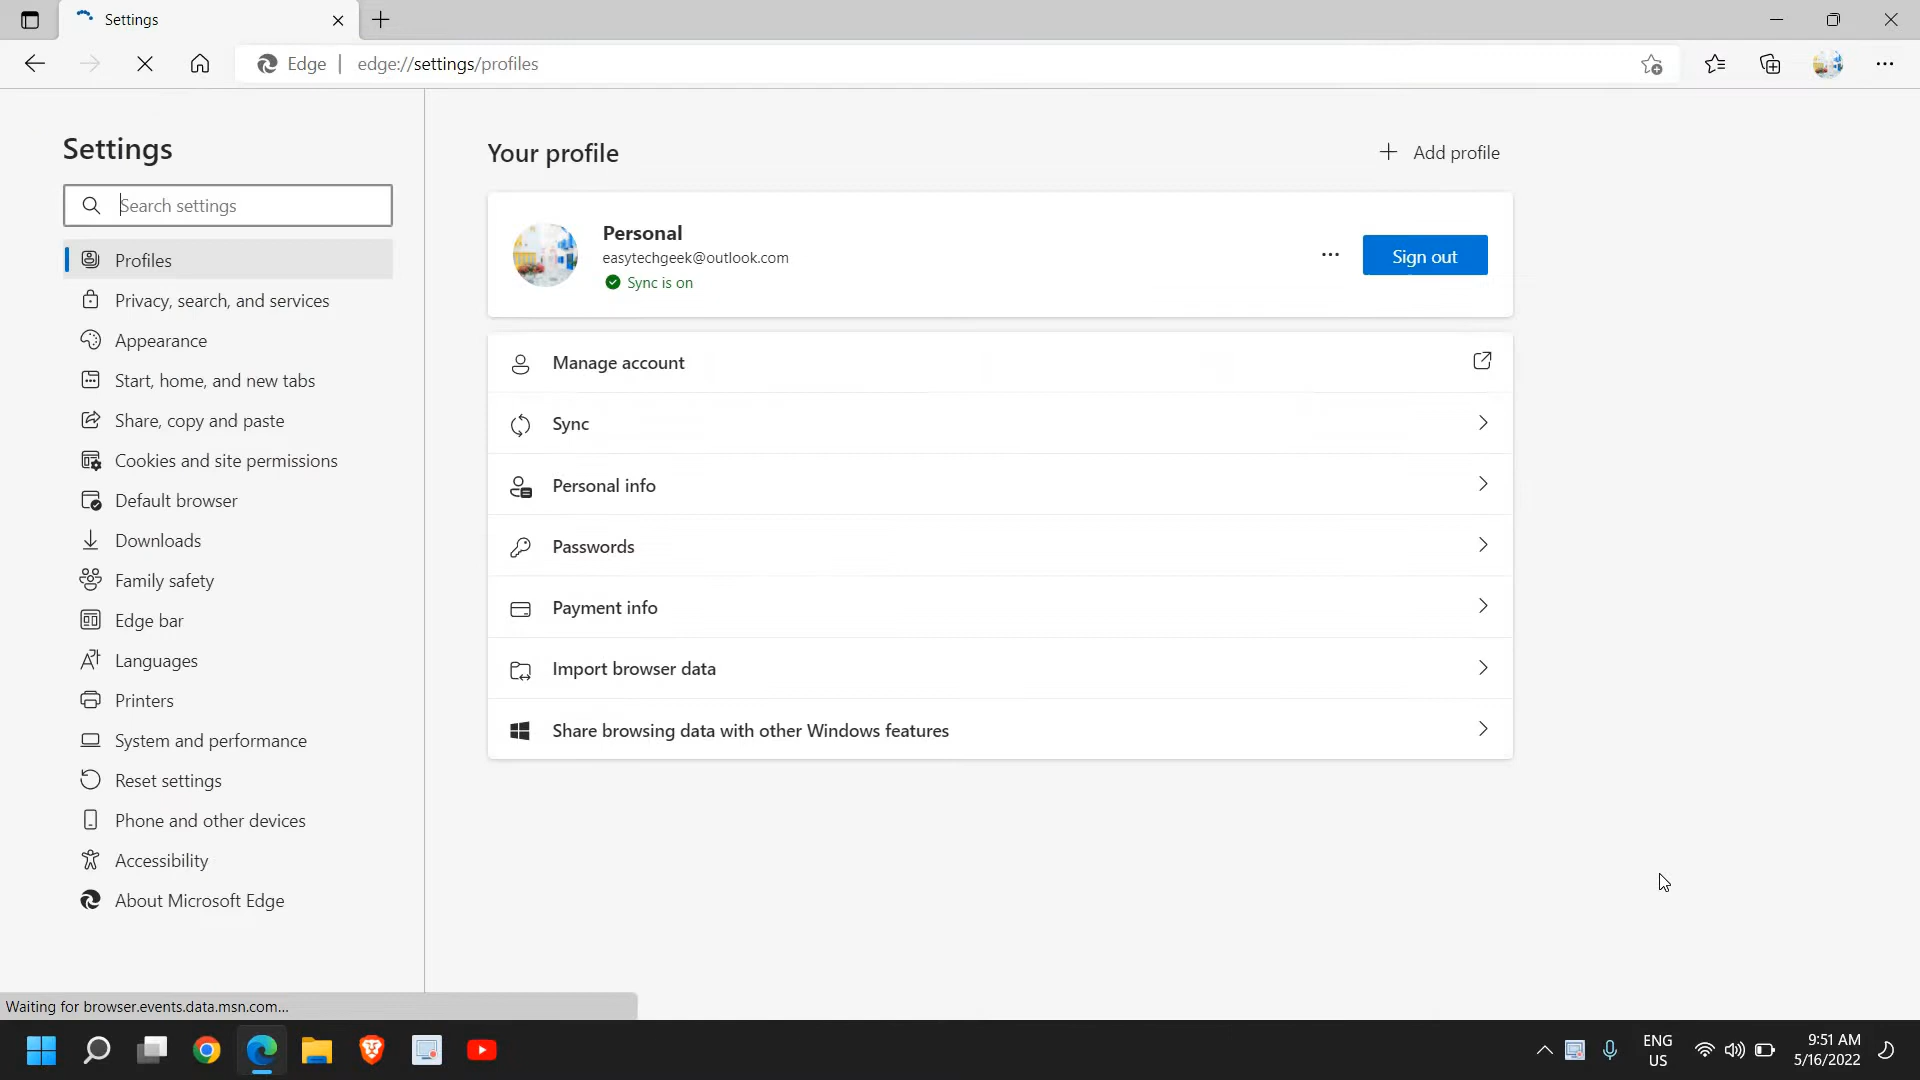 Settings
Edge | edge://settings/profiles
Settings
Search settings
Profiles
Privacy, search, and services
Appearance
Start, home, and new tabs
Share, copy and paste
Cookies and site permissions
Default browser
Downloads
Family safety
Edge bar
Languages
Printers
System and performance
Reset settings
Phone and other devices
Accessibility
About Microsoft Edge
Your profile
Add profile
Personal
easytechgeek@outlook.com
Sync is on
Sign out
Manage account
Sync
Personal info
Passwords
Payment info
Import browser data
Share browsing data with other Windows features
Waiting for browser.events.data.msn.com...
ENG
US
9:51 AM
5/16/2022